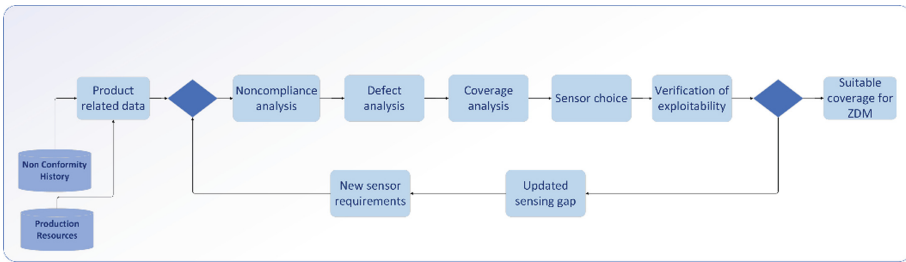 Product
related data
Noncompliance
analysis
Defect
analysis
Coverage
analysis
Sensor choice
Verification of
exploitability
Suitable
coverage for
ZDM
Non Conformity
History
Production
Resources
New sensor
requirements
Updated
sensing gap